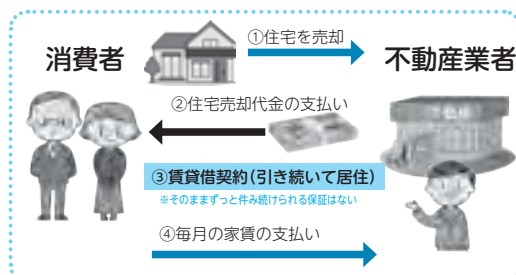 ①住宅を売却
消費者
不動産業者
②住宅売却代金の支払い
③賃貸借契約(引き続いて居住)
※そのままずっと件み続けられる保証はない
④毎月の家賃の支払い